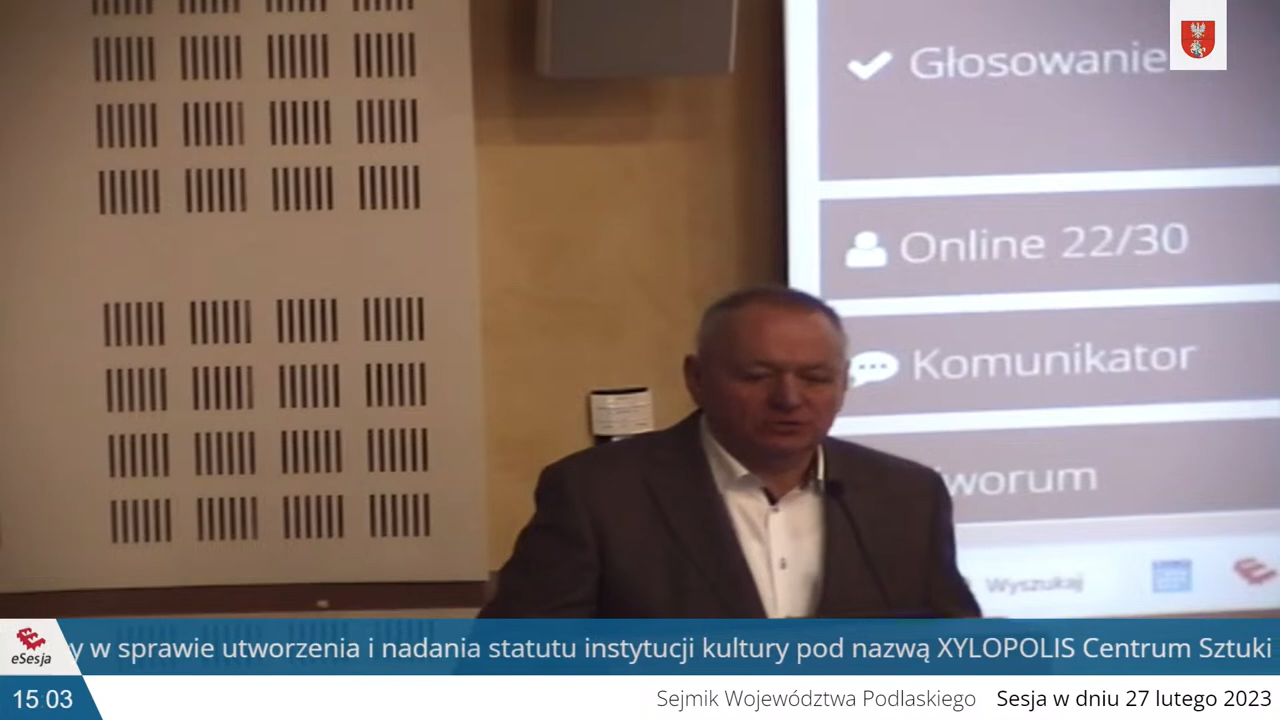 Głosowanie
Online 22/30
Komunikator
worum
Wyszukaj
y w sprawie utworzenia i nadania statutu instytucji kultury pod nazwą XYLOPOLIS Centrum Sztuki
eSesja
15:03
Sejmik Województwa Podlaskiego Sesja w dniu 27 lutego 2023